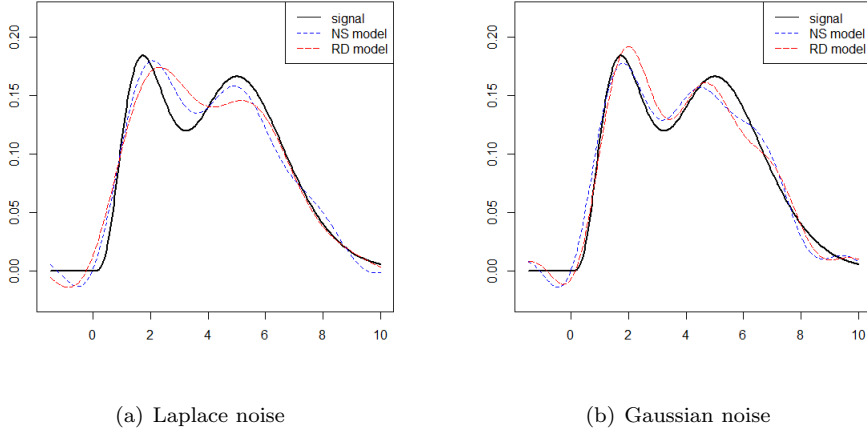 signal
NS model
RD model
0.20
0.15
0.10
0.05
0.00
0 2 4 6 8 10
(a) Laplace noise
signal
NS model
RD model
0.20
0.15
0.10
0.05
0.00
0 2 4 6 8 10
(b) Gaussian noise